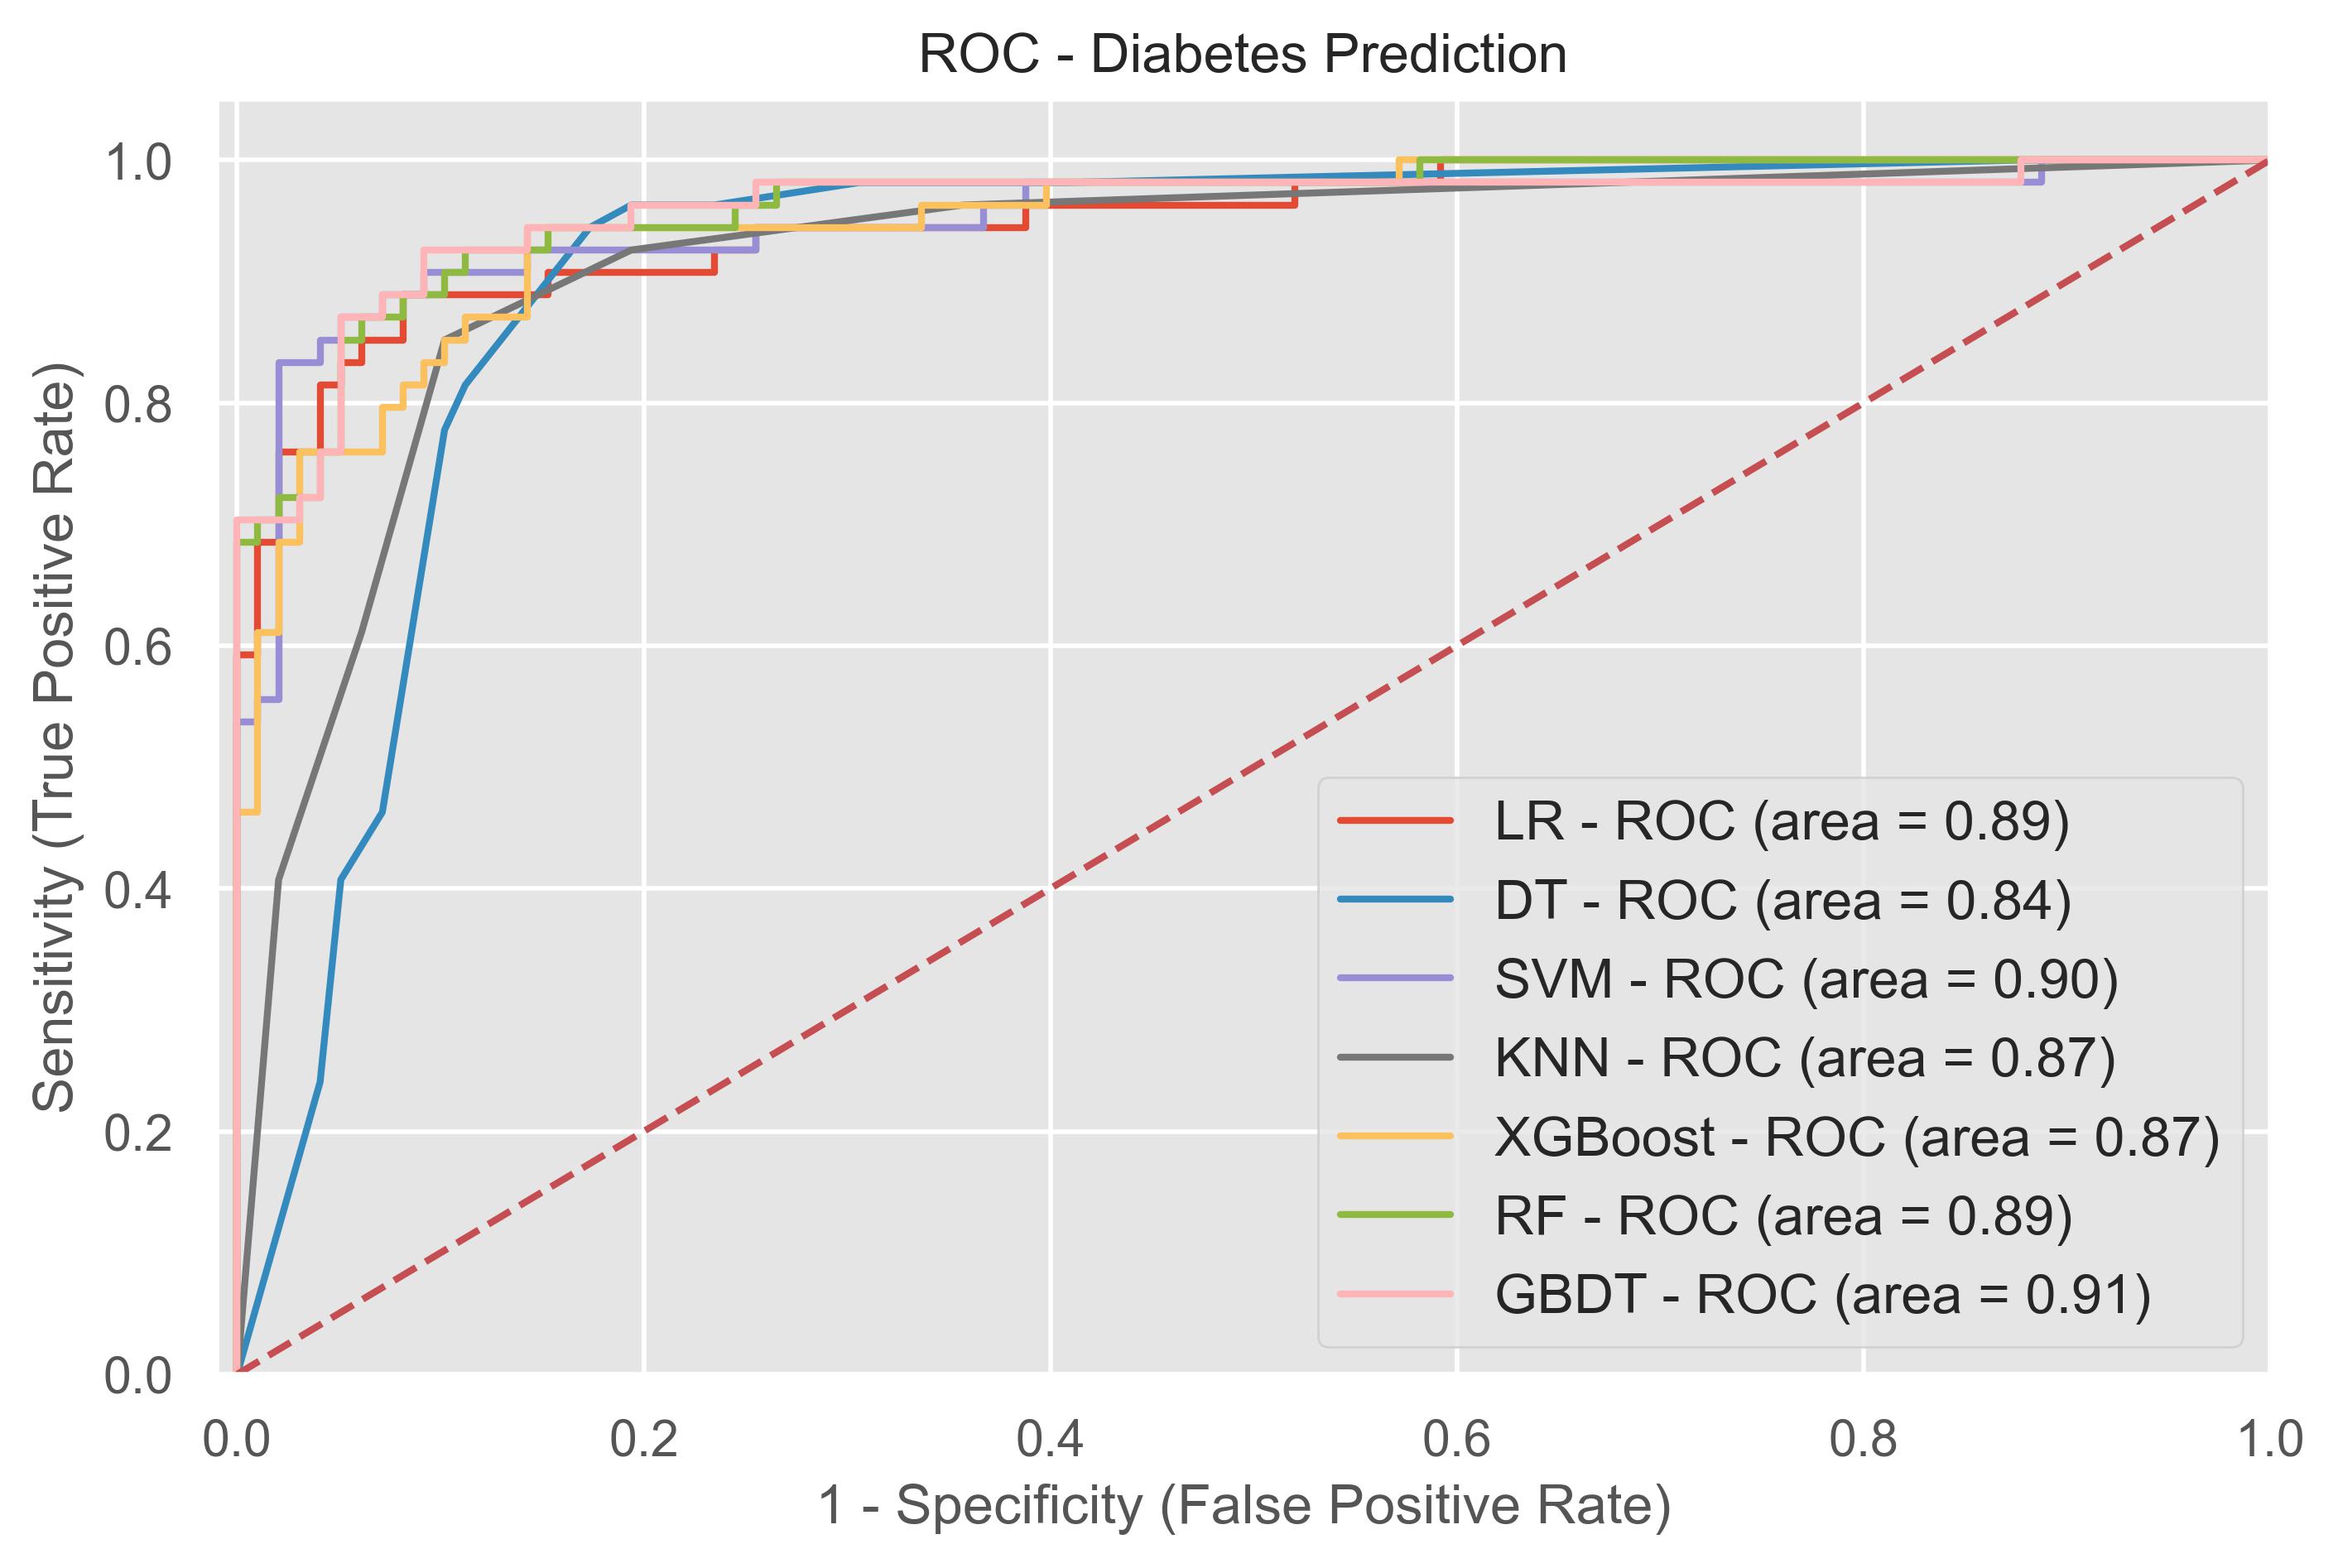 ROC - Diabetes Prediction
1.0
0.8
0.6
0.4
0.2
0.0
Sensitivity (True Positive Rate)
LR - ROC (area = 0.89)
DT - ROC (area = 0.84)
SVM - ROC (area = 0.90)
KNN - ROC (area = 0.87)
XGBoost - ROC (area = 0.87)
RF - ROC (area = 0.89)
GBDT - ROC (area = 0.91)
0.0 0.2 0.4 0.6 0.8 1.0
1 - Specificity (False Positive Rate)